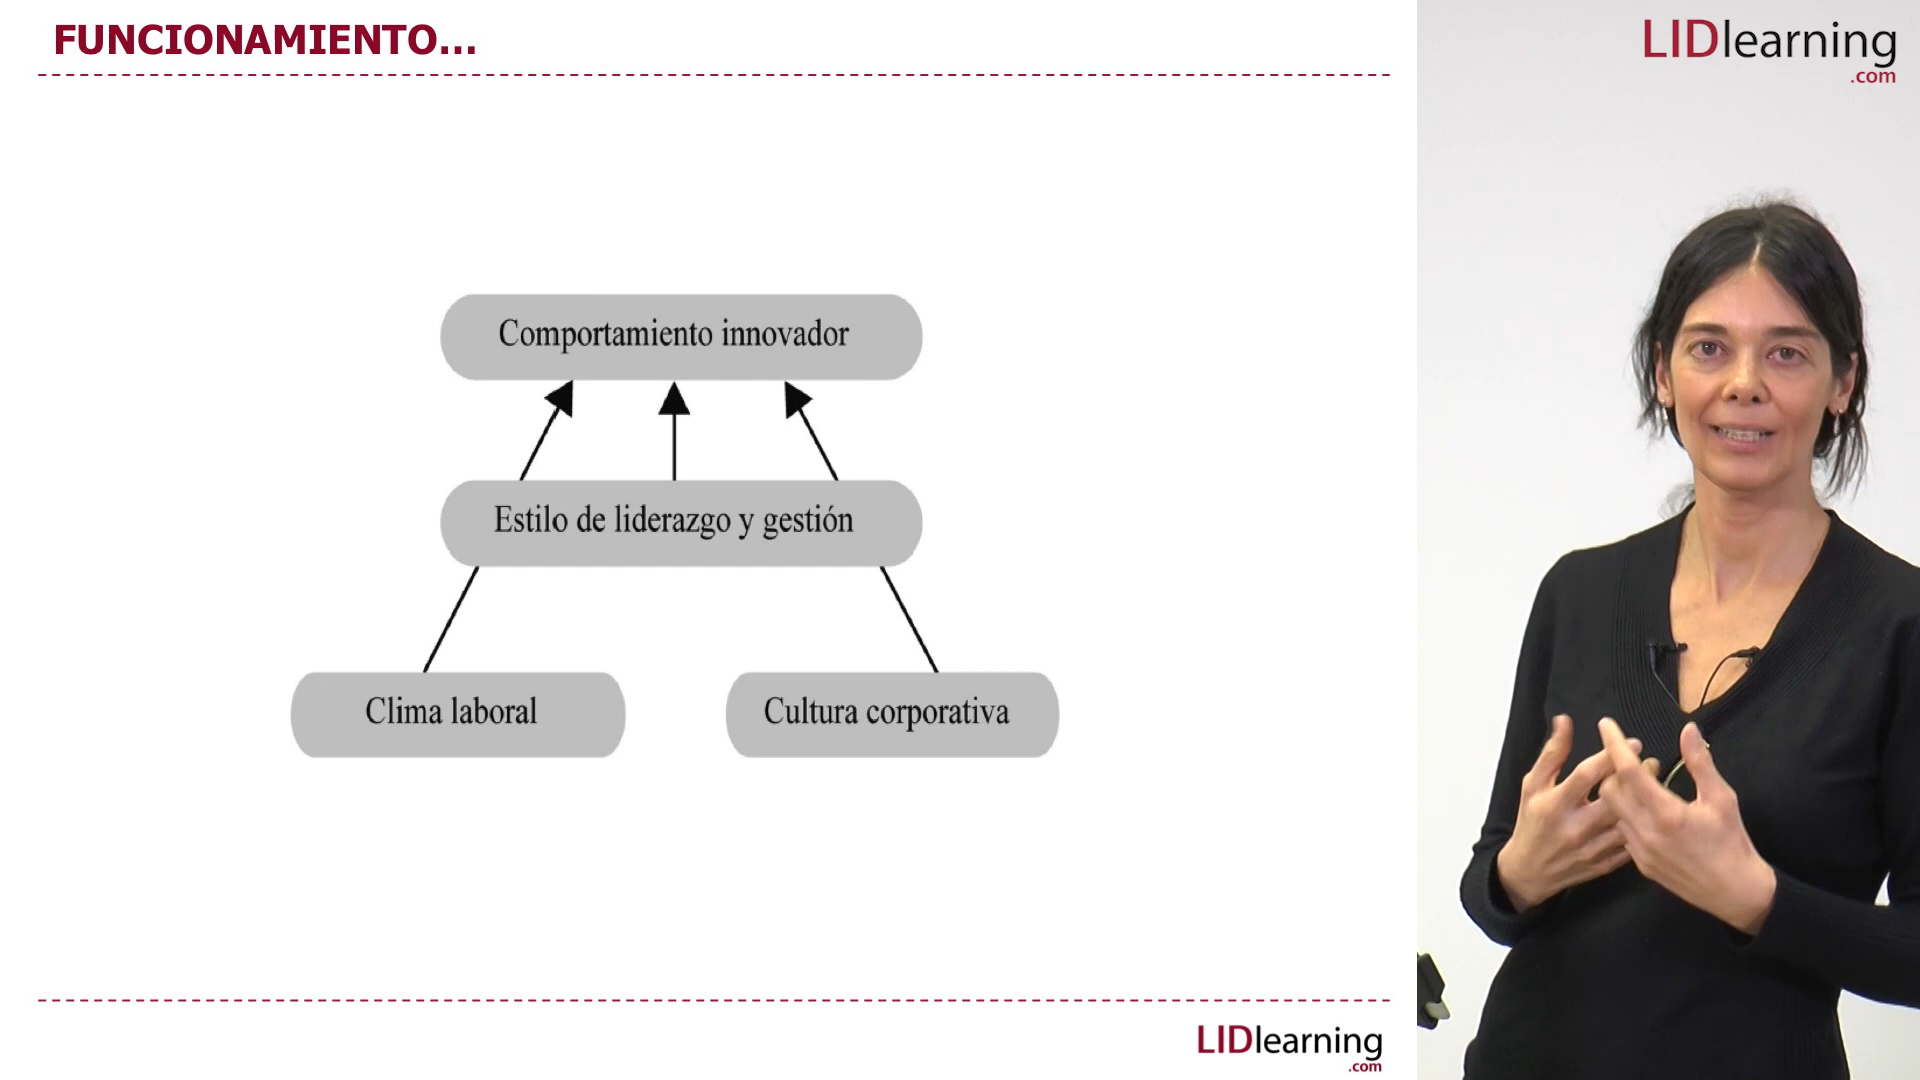 FUNCIONAMIENTO...
LIDlearning
.com
Comportamiento innovador
Estilo de liderazgo y gestión
Clima laboral
Cultura corporativa
LIDlearning
.com